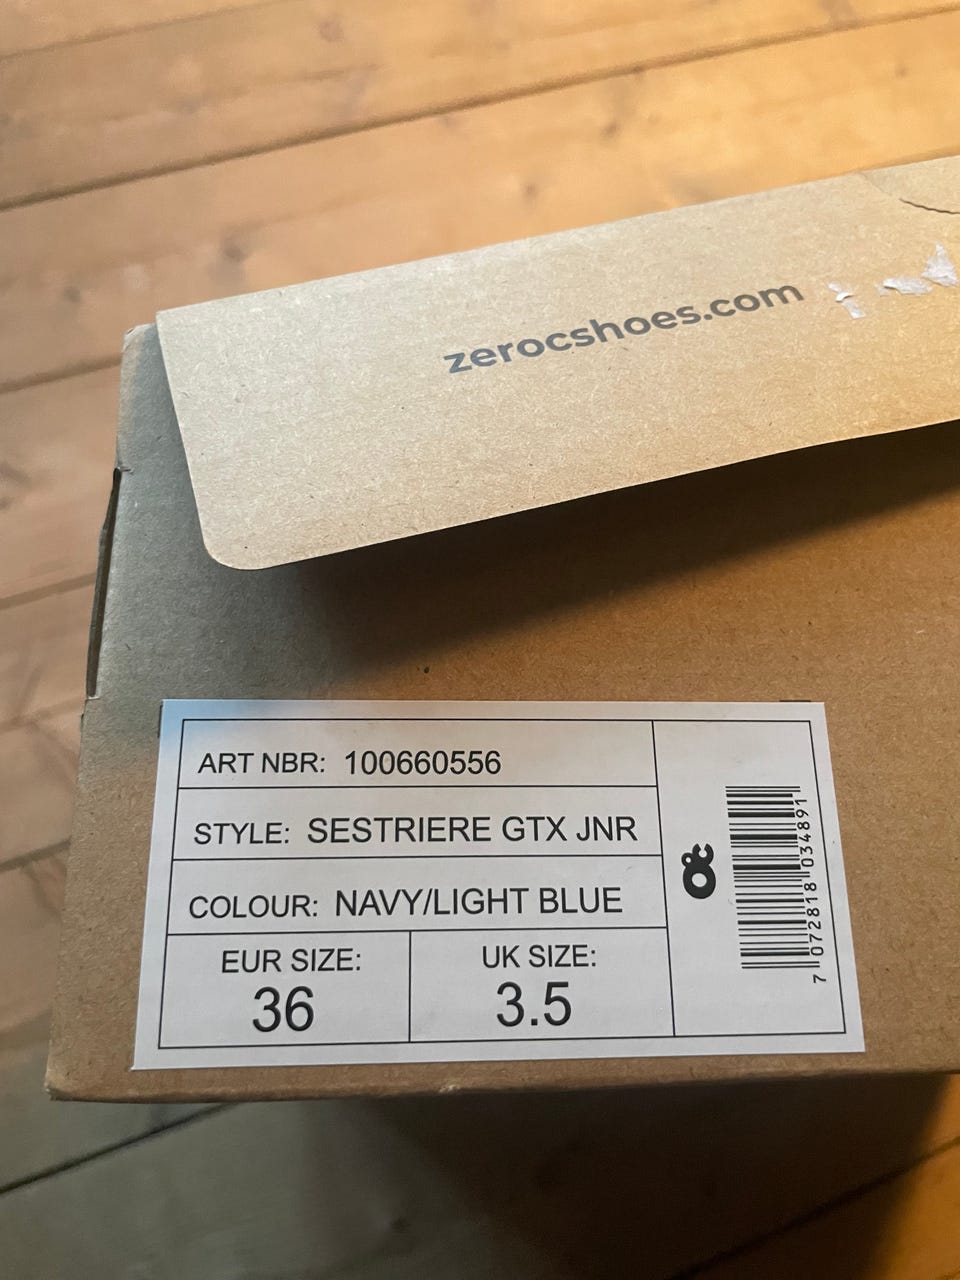 zerocshoes.com
ART NBR: 100660556
STYLE: SESTRIERE GTX JNR
COLOUR: NAVY/LIGHT BLUE
EUR SIZE:
36
UK SIZE:
3.5
7 072818 034891